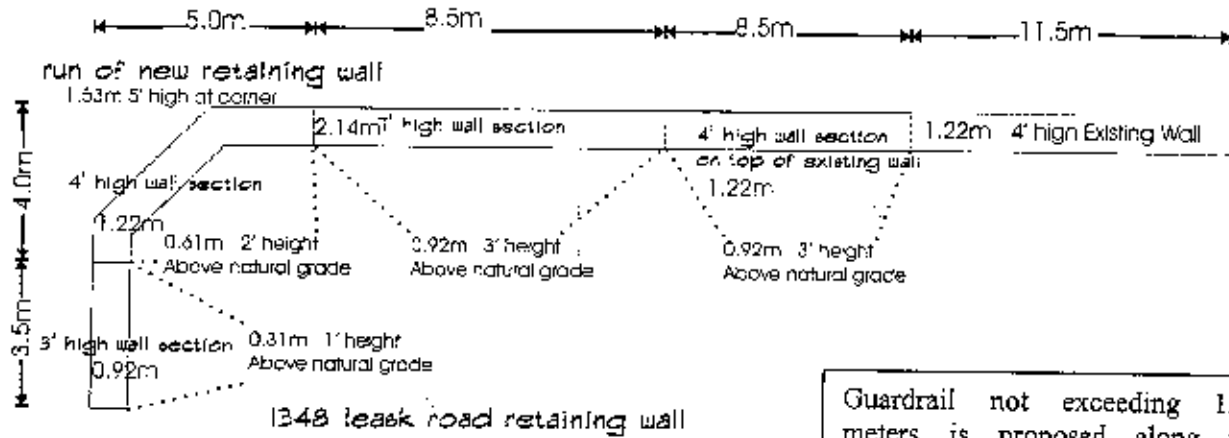 5.0m 8.5m 8.5m 11.5m
run of new retaining wall
1.53m 5' high at corner
2.14m 7' high wall section
4' high wall section
on top of existing wall
1.22m
1.22m 4' high Existing Wall
4.0m
4' high wall section
1.22m
0.61m 2' height
Above natural grade
0.92m 3' height
Above natural grade
0.92m 3' height
Above natural grade
3.5m
3' high wall section
0.92m
0.31m 1' height
Above natural grade
1348 leask road retaining wall
Guardrail not exceeding
meters is proposed along